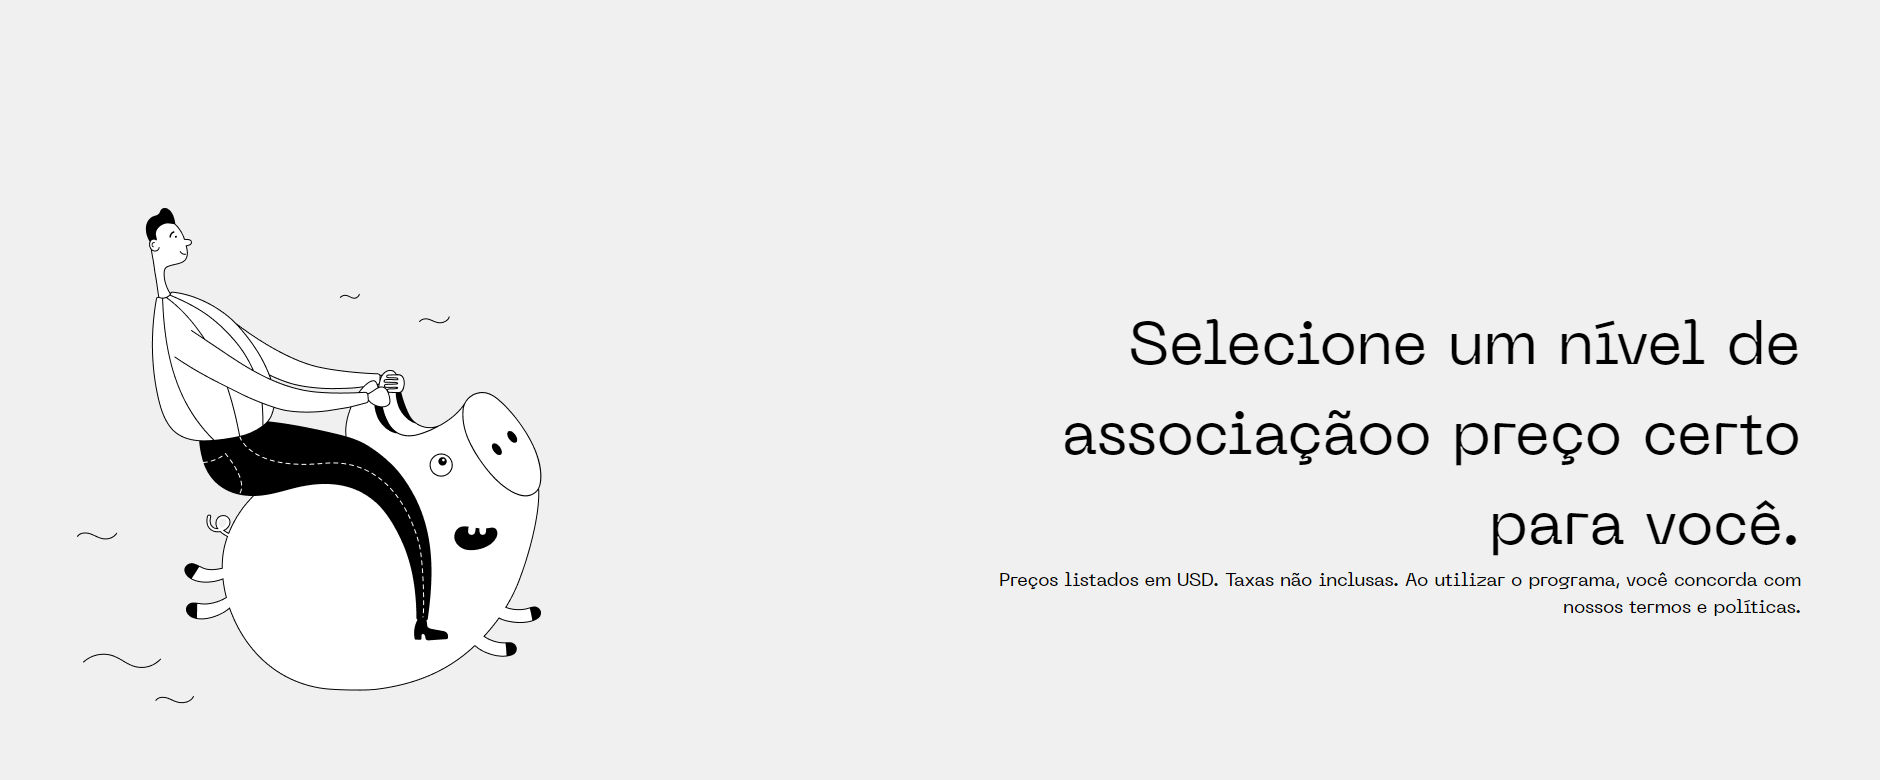 Selecione um nível de
associaçãoo preço certo
para você.
Preços listados em USD. Taxas não inclusas. Ao utilizar o programa, você concorda com
nossos termos e políticas.